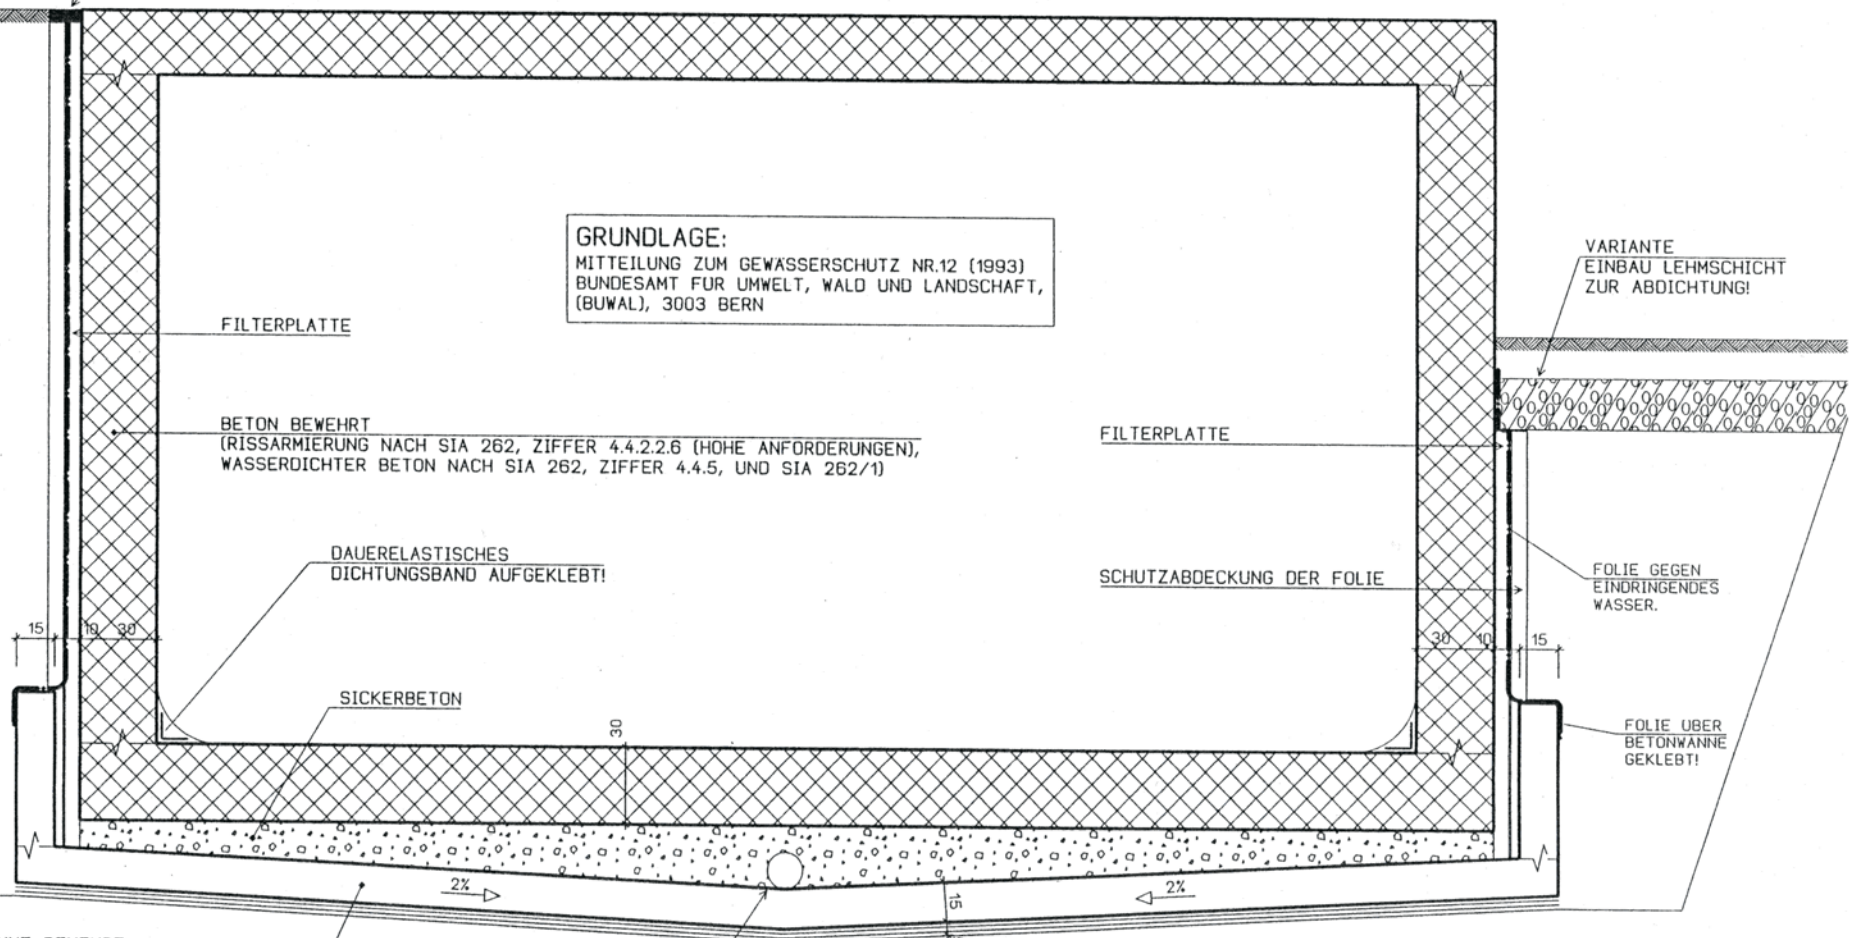 GRUNDLAGE:
MITTEILUNG ZUM GEWÄSSERSCHUTZ NR.12 (1993)
BUNDESAMT FUR UMWELT, WALD UND LANDSCHAFT,
(BUWAL), 3003 BERN
VARIANTE
EINBAU LEHMSCHICHT
ZUR ABDICHTUNG!
FILTERPLATTE
BETON BEWEHRT
(RISSARMIERUNG NACH SIA 262, ZIFFER 4.4.2.2.6 (HOHE ANFORDERUNGEN),
WASSERDICHTER BETON NACH SIA 262, ZIFFER 4.4.5, UND SIA 262/1)
FILTERPLATTE
DAUERELASTISCHES
DICHTUNGSBAND AUFGEKLEBT!
SCHUTZABDECKUNG DER FOLIE
FOLIE GEGEN
EINDRINGENDES
WASSER.
15 10 30
30 10 15
SICKERBETON
30
FOLIE UBER
BETONWANNE
GEKLEBT!
2%
15
2%